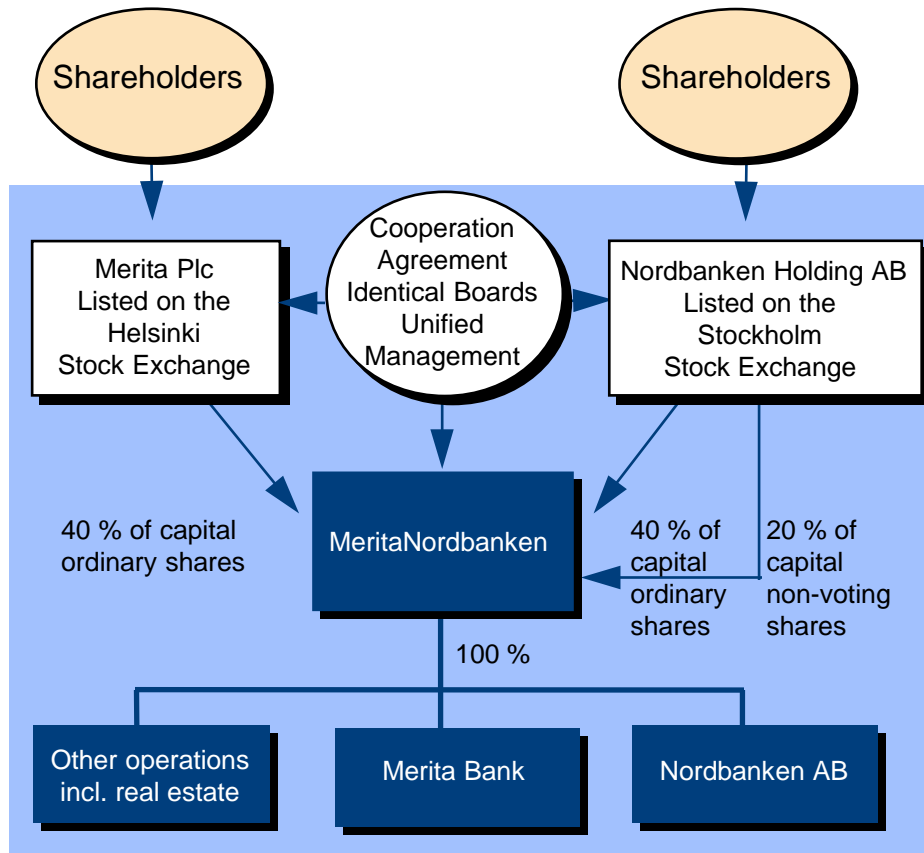 Shareholders
Shareholders
Merita Plc
Listed on the
Helsinki
Stock Exchange
Cooperation
Agreement
Identical Boards
Unified
Management
Nordbanken Holding AB
Listed on the
Stockholm
Stock Exchange
40 % of capital
ordinary shares
MeritaNordbanken
40 % of
capital
ordinary
shares
20 % of
capital
non-voting
shares
100 %
Other operations
incl. real estate
Merita Bank
Nordbanken AB